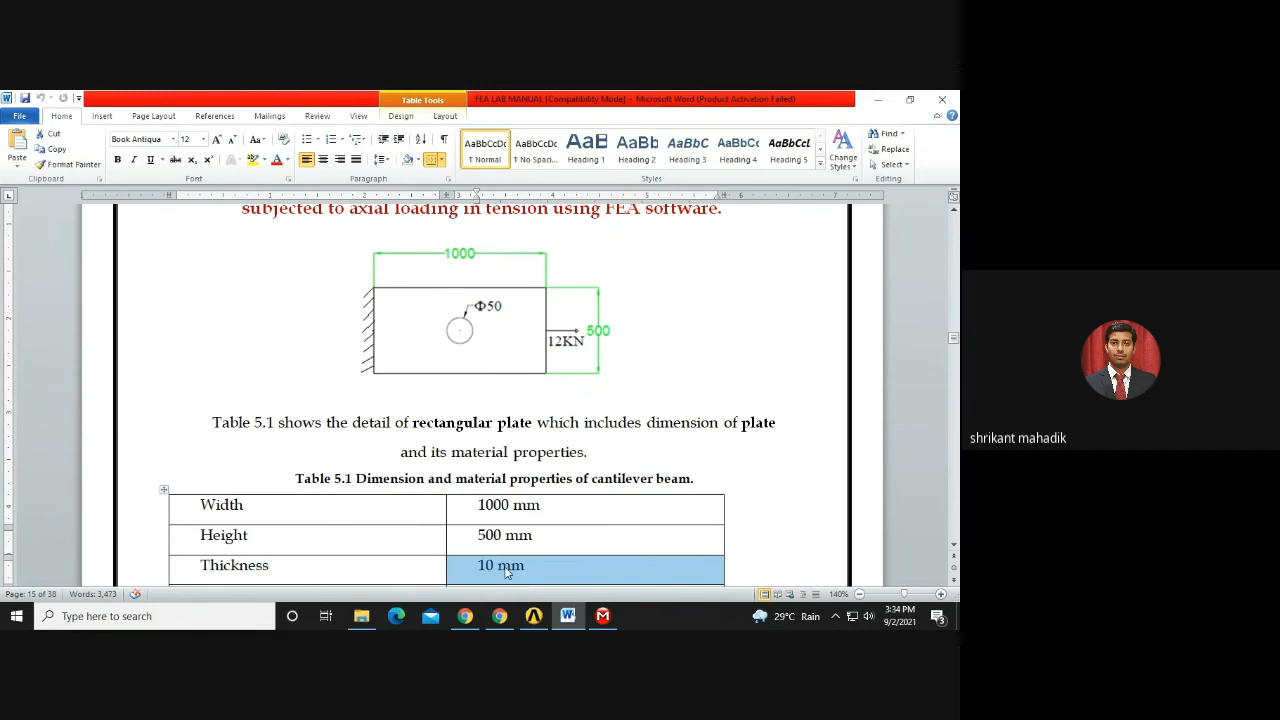 Table Tools
FEA LAB MANUAL [Compatibility Mode] - Microsoft Word (Product Activation Failed)
File Home Insert Page Layout References Mailings Review View Design Layout
Paste
Cut
Copy
Format Painter
Clipboard
Book Antiqua 12
Font
Paragraph
AaBbCcDc
¶ Normal
AaBbCcDc
¶ No Spac...
AaB
Heading 1
AaBb
Heading 2
AaBbC
Heading 3
AaBbC
Heading 4
AaBbCcL
Heading 5
Change
Styles
Styles
Find
Replace
Select
Editing
subjected to axial loading in tension using FEA software.
1000
Φ50
500
12KN
Table 5.1 shows the detail of rectangular plate which includes dimension of plate
and its material properties.
Table 5.1 Dimension and material properties of cantilever beam.
Width 1000 mm
Height 500 mm
Thickness 10 mm
Page: 15 of 38 Words: 3,473 140%
Type here to search
29°C Rain
3:34 PM
9/2/2021
3
shrikant mahadik